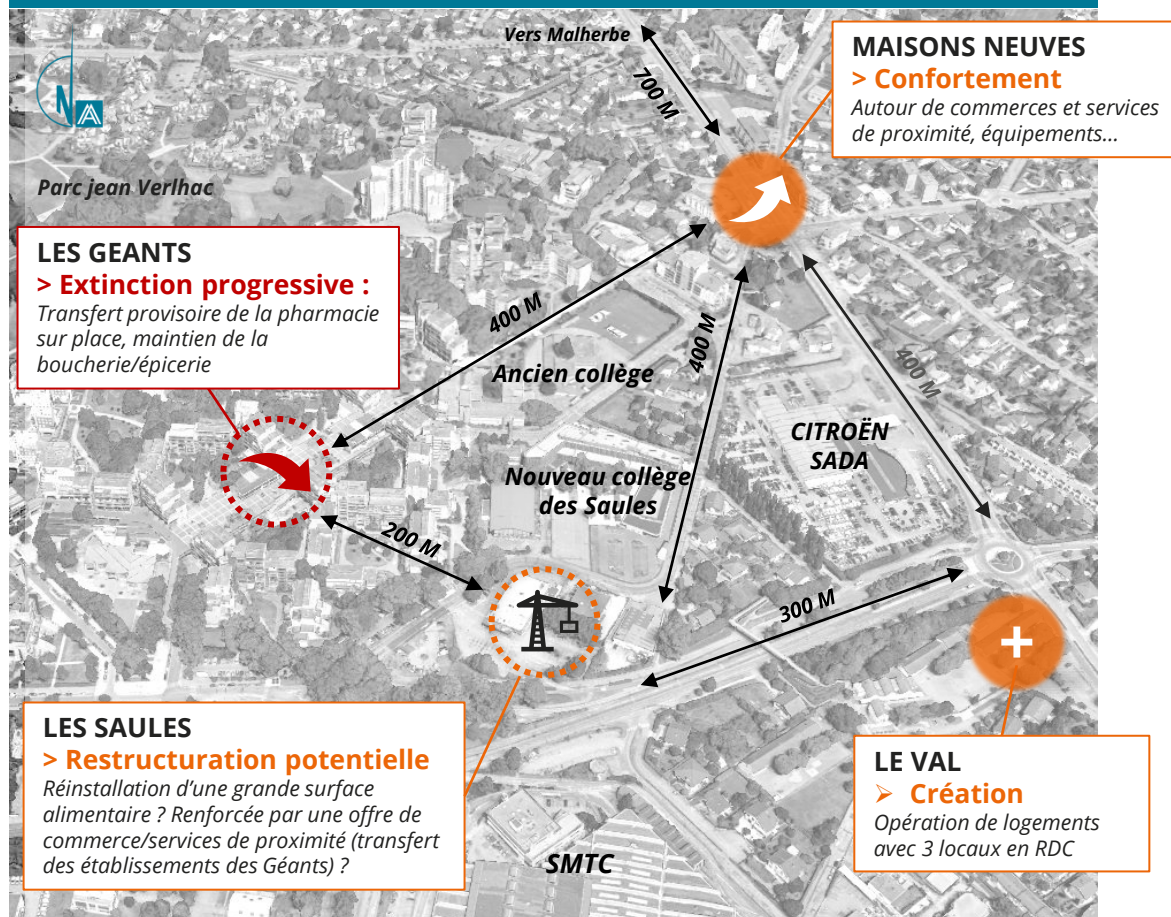 Vers Malherbe
700 M
MAISONS NEUVES
> Confortement
Autour de commerces et services
de proximité, équipements...
N
Parc jean Verlhac
LES GEANTS
> Extinction progressive :
Transfert provisoire de la pharmacie
sur place, maintien de la
boucherie/épicerie
400 M
400 M
400 M
Ancien collège
CITROËN
SADA
Nouveau collège
des Saules
200 M
300 M
+
LES SAULES
> Restructuration potentielle
Réinstallation d’une grande surface
alimentaire ? Renforcée par une offre de
commerce/services de proximité (transfert
des établissements des Géants) ?
SMTC
LE VAL
➢ Création
Opération de logements
avec 3 locaux en RDC